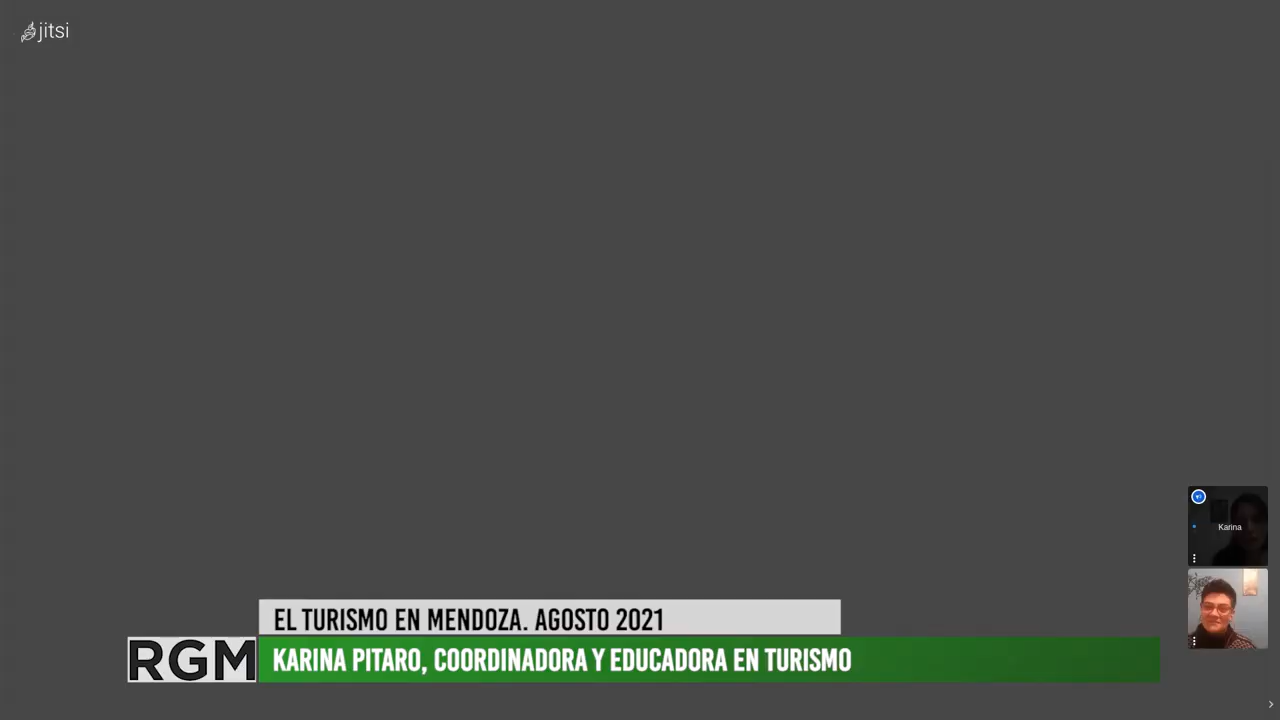 jitsi
Karina
EL TURISMO EN MENDOZA. AGOSTO 2021
RGM
KARINA PITARO, COORDINADORA Y EDUCADORA EN TURISMO